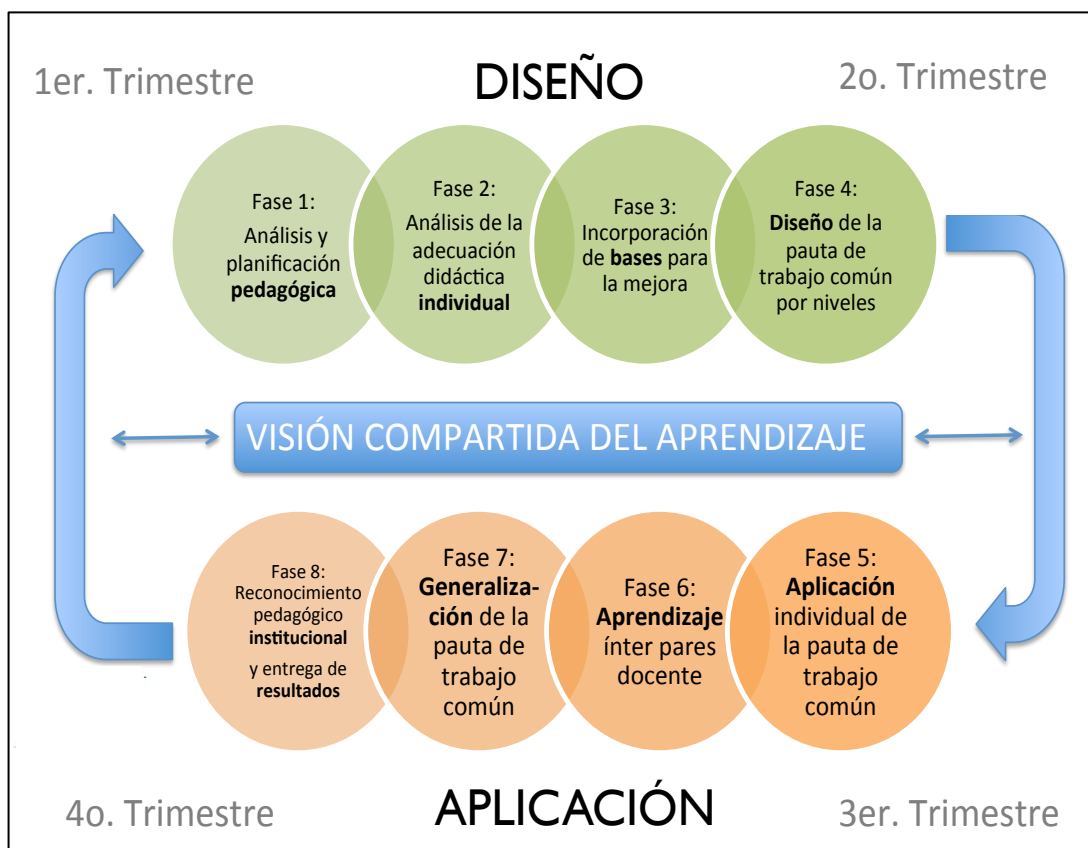 1er. Trimestre
DISEÑO
2o. Trimestre
Fase 1:
Análisis y
planificación
pedagógica
Fase 2:
Análisis de la
adecuación
didáctica
individual
Fase 3:
Incorporación
de bases para
la mejora
Fase 4:
Diseño de la
pauta de
trabajo común
por niveles
VISIÓN COMPARTIDA DEL APRENDIZAJE
Fase 8:
Reconocimiento
pedagógico
institucional
y entrega de
resultados
Fase 7:
Generaliza-
ción de la
pauta de
trabajo
común
Fase 6:
Aprendizaje
ínter pares
docente
Fase 5:
Aplicación
individual de
la pauta de
trabajo
común
4o. Trimestre
APLICACIÓN
3er. Trimestre